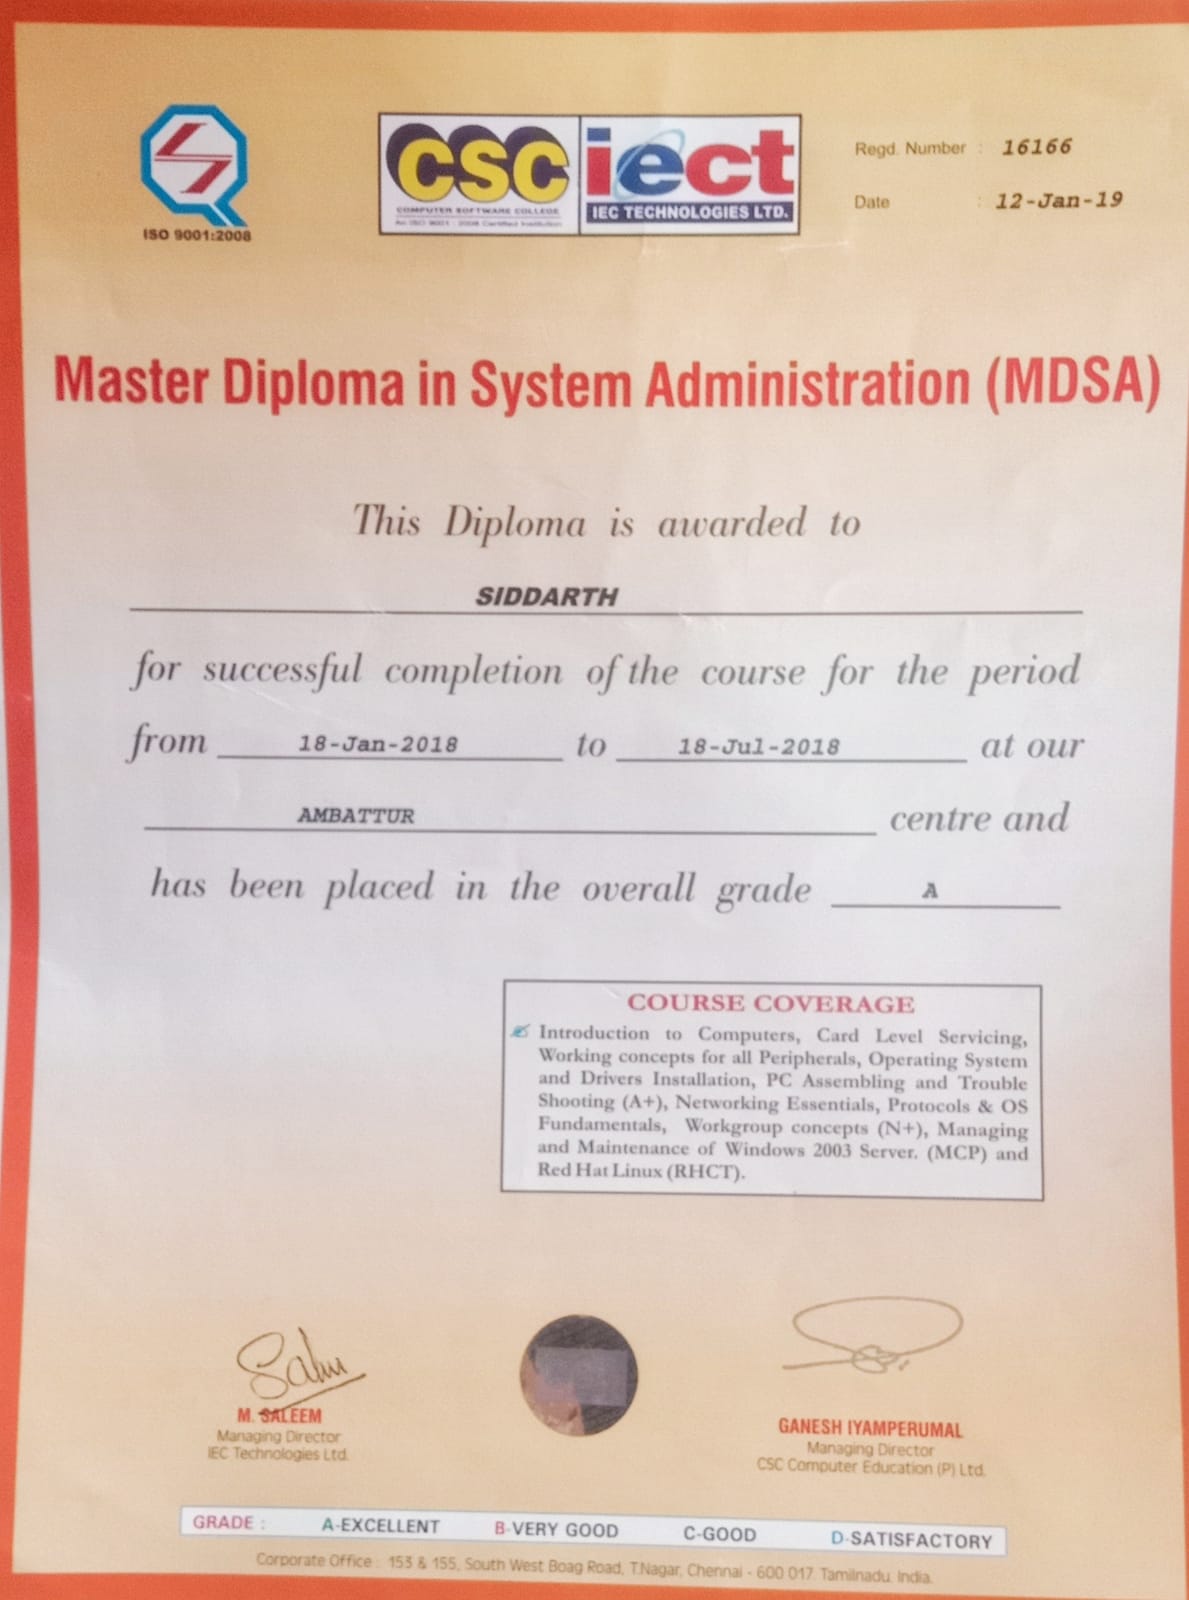 ISO 9001:2008
CSC
COMPUTER SOFTWARE COLLEGE
An ISO 9001 : 2008 Certified Institution
iect
IEC TECHNOLOGIES LTD.
Regd. Number : 16166
Date : 12-Jan-19
Master Diploma in System Administration (MDSA)
This Diploma is awarded to
SIDDARTH
for successful completion of the course for the period
from 18-Jan-2018 to 18-Jul-2018 at our
AMBATTUR centre and
has been placed in the overall grade A
COURSE COVERAGE
Introduction to Computers, Card Level Servicing,
Working concepts for all Peripherals, Operating System
and Drivers Installation, PC Assembling and Trouble
Shooting (A+), Networking Essentials, Protocols & OS
Fundamentals, Workgroup concepts (N+), Managing
and Maintenance of Windows 2003 Server. (MCP) and
Red Hat Linux (RHCT).
M. SALEEM
Managing Director
IEC Technologies Ltd.
GANESH IYAMPERUMAL
Managing Director
CSC Computer Education (P) Ltd.
GRADE : A-EXCELLENT B-VERY GOOD C-GOOD D-SATISFACTORY
Corporate Office : 153 & 155, South West Boag Road, T.Nagar, Chennai - 600 017. Tamilnadu. India.